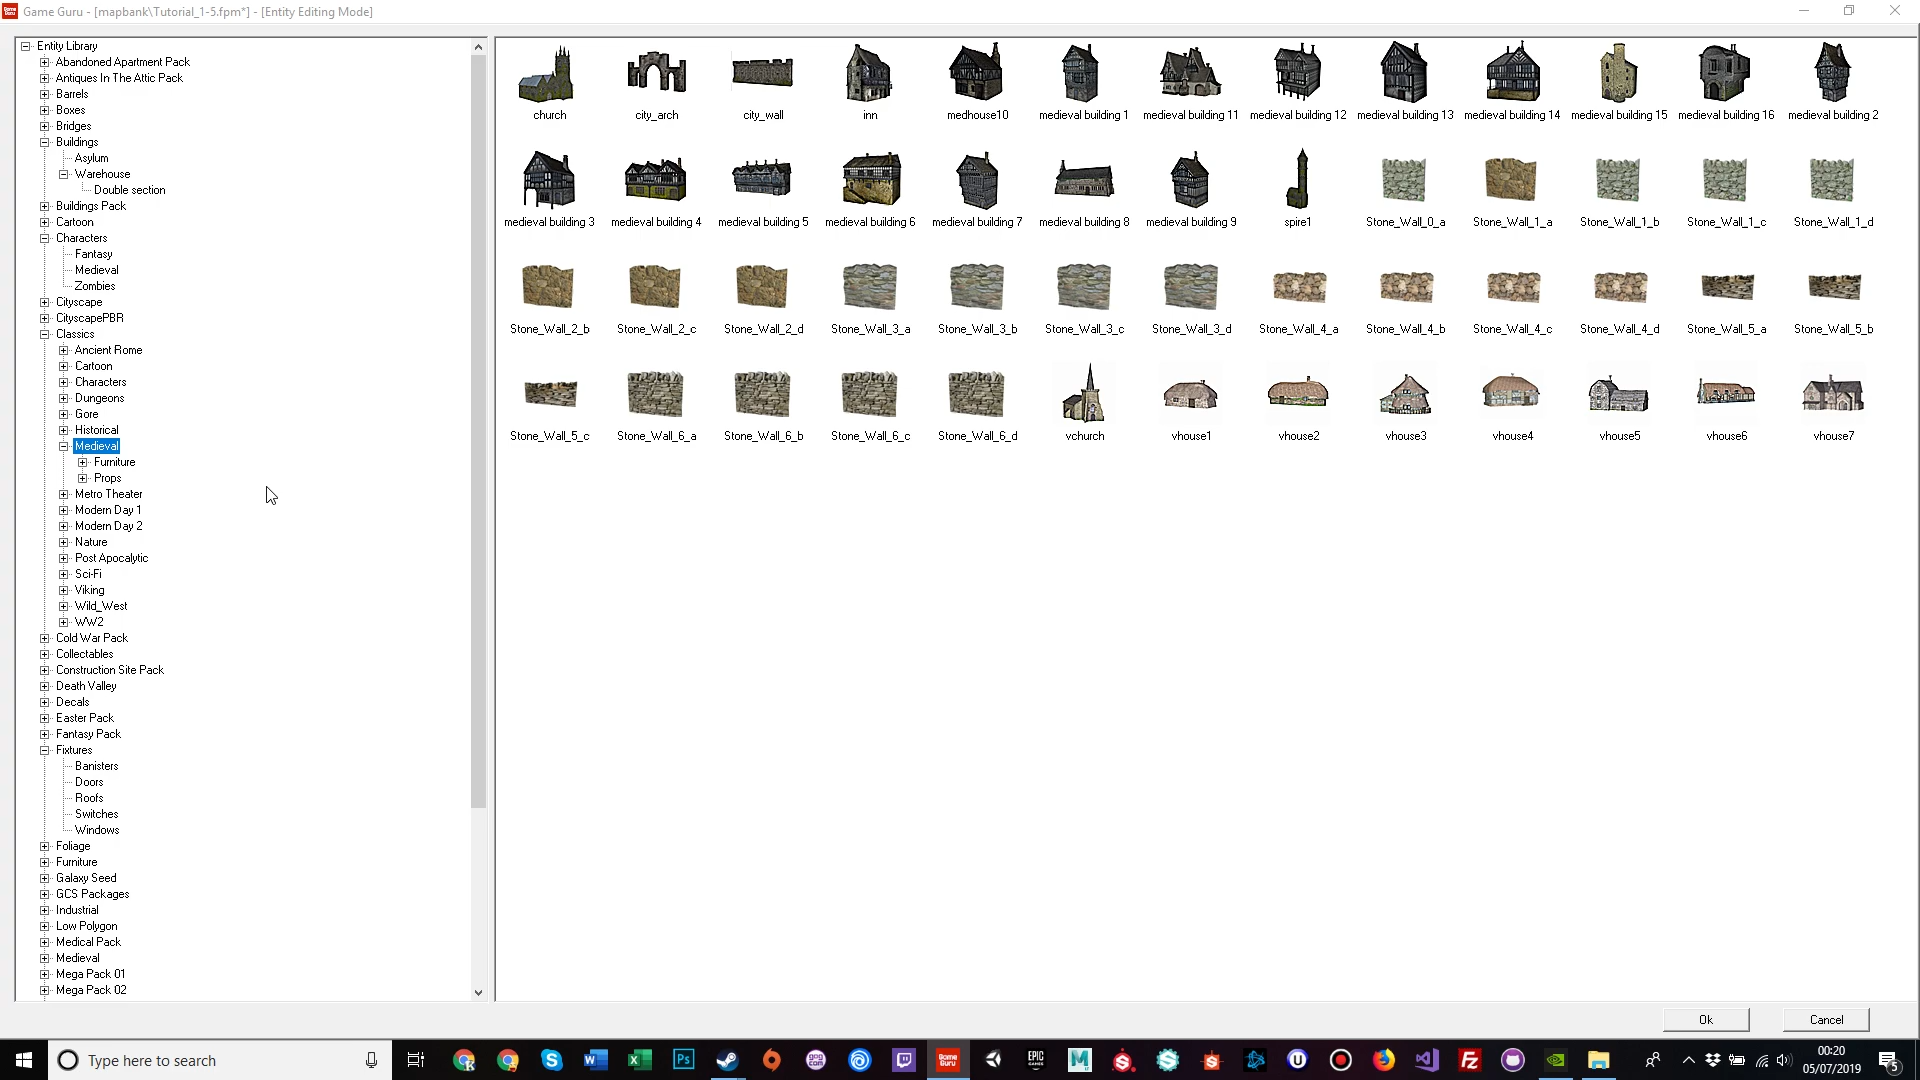 Game Guru - [mapbank\Tutorial_1-5.fpm*] - [Entity Editing Mode]
Entity Library
Abandoned Apartment Pack
Antiques In The Attic Pack
Barrels
Boxes
Bridges
Buildings
Asylum
Warehouse
Double section
Buildings Pack
Cartoon
Characters
Fantasy
Medieval
Zombies
Cityscape
CityscapePBR
Classics
Ancient Rome
Cartoon
Characters
Dungeons
Gore
Historical
Medieval
Furniture
Props
Metro Theater
Modern Day 1
Modern Day 2
Nature
Post Apocalytic
Sci-Fi
Viking
Wild_West
WW2
Cold War Pack
Collectables
Construction Site Pack
Death Valley
Decals
Easter Pack
Fantasy Pack
Fixtures
Banisters
Doors
Roofs
Switches
Windows
Foliage
Furniture
Galaxy Seed
GCS Packages
Industrial
Low Polygon
Medical Pack
Medieval
Mega Pack 01
Mega Pack 02
church city_arch city_wall inn medhouse10 medieval building 1 medieval building 11 medieval building 12 medieval building 13 medieval building 14 medieval building 15 medieval building 16 medieval building 2
medieval building 3 medieval building 4 medieval building 5 medieval building 6 medieval building 7 medieval building 8 medieval building 9 spire1 Stone_Wall_0_a Stone_Wall_1_a Stone_Wall_1_b Stone_Wall_1_c Stone_Wall_1_d
Stone_Wall_2_b Stone_Wall_2_c Stone_Wall_2_d Stone_Wall_3_a Stone_Wall_3_b Stone_Wall_3_c Stone_Wall_3_d Stone_Wall_4_a Stone_Wall_4_b Stone_Wall_4_c Stone_Wall_4_d Stone_Wall_5_a Stone_Wall_5_b
Stone_Wall_5_c Stone_Wall_6_a Stone_Wall_6_b Stone_Wall_6_c Stone_Wall_6_d vchurch vhouse1 vhouse2 vhouse3 vhouse4 vhouse5 vhouse6 vhouse7
Ok Cancel
Type here to search
00:20
05/07/2019
5